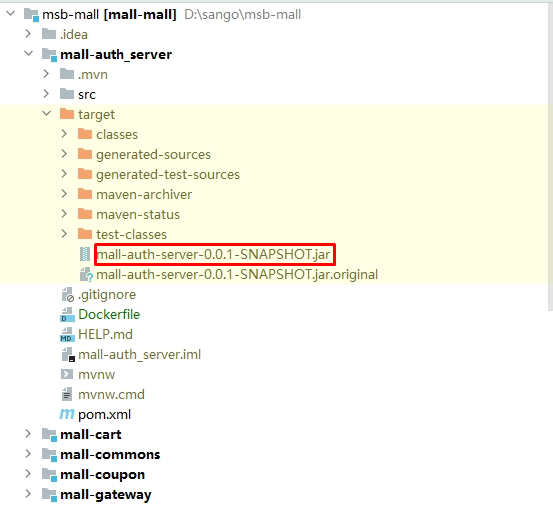 msb-mall [mall-mall] D:\sango\msb-mall
.idea
mall-auth_server
.mvn
src
target
classes
generated-sources
generated-test-sources
maven-archiver
maven-status
test-classes
mall-auth-server-0.0.1-SNAPSHOT.jar
mall-auth-server-0.0.1-SNAPSHOT.jar.original
.gitignore
Dockerfile
HELP.md
mall-auth_server.iml
mvnw
mvnw.cmd
pom.xml
mall-cart
mall-commons
mall-coupon
mall-gateway